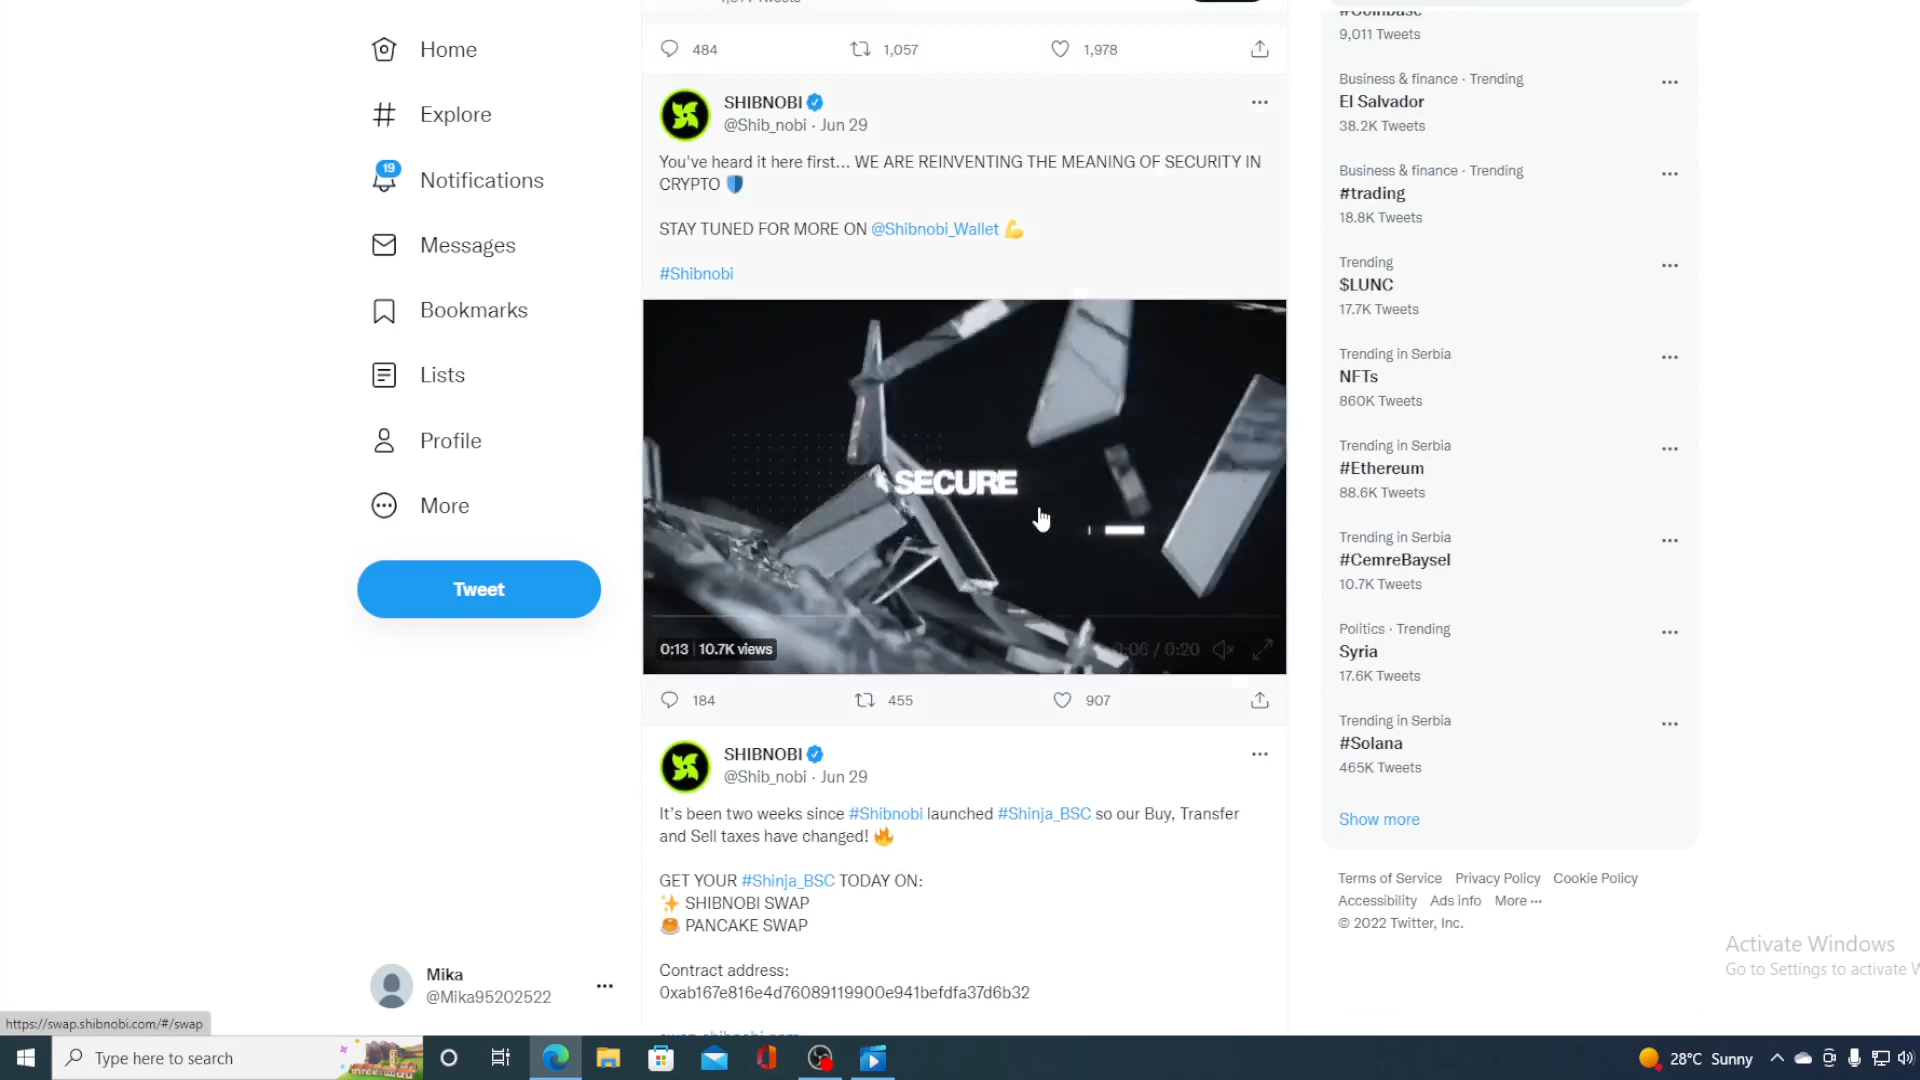 Home
Explore
19
Notifications
Messages
Bookmarks
Lists
Profile
More
Tweet
Mika
@Mika95202522
https://swap.shibnobi.com/#/swap
484
1,057
1,978
SHIBNOBI
@Shib_nobi · Jun 29
You've heard it here first... WE ARE REINVENTING THE MEANING OF SECURITY IN
CRYPTO 🛡️
STAY TUNED FOR MORE ON @Shibnobi_Wallet 💪
#Shibnobi
SECURE
0:13 10.7K views
0:06 / 0:20
184
455
907
SHIBNOBI
@Shib_nobi · Jun 29
It's been two weeks since #Shibnobi launched #Shinja_BSC so our Buy, Transfer
and Sell taxes have changed! 🔥
GET YOUR #Shinja_BSC TODAY ON:
✨ SHIBNOBI SWAP
🥞 PANCAKE SWAP
Contract address:
0xab167e816e4d76089119900e941befdfa37d6b32
#Coinbase
9,011 Tweets
Business & finance · Trending
El Salvador
38.2K Tweets
Business & finance · Trending
#trading
18.8K Tweets
Trending
$LUNC
17.7K Tweets
Trending in Serbia
NFTs
860K Tweets
Trending in Serbia
#Ethereum
88.6K Tweets
Trending in Serbia
#CemreBaysel
10.7K Tweets
Politics · Trending
Syria
17.6K Tweets
Trending in Serbia
#Solana
465K Tweets
Show more
Terms of Service Privacy Policy Cookie Policy
Accessibility Ads info More ···
© 2022 Twitter, Inc.
Activate Windows
Go to Settings to activate
Type here to search
28°C Sunny